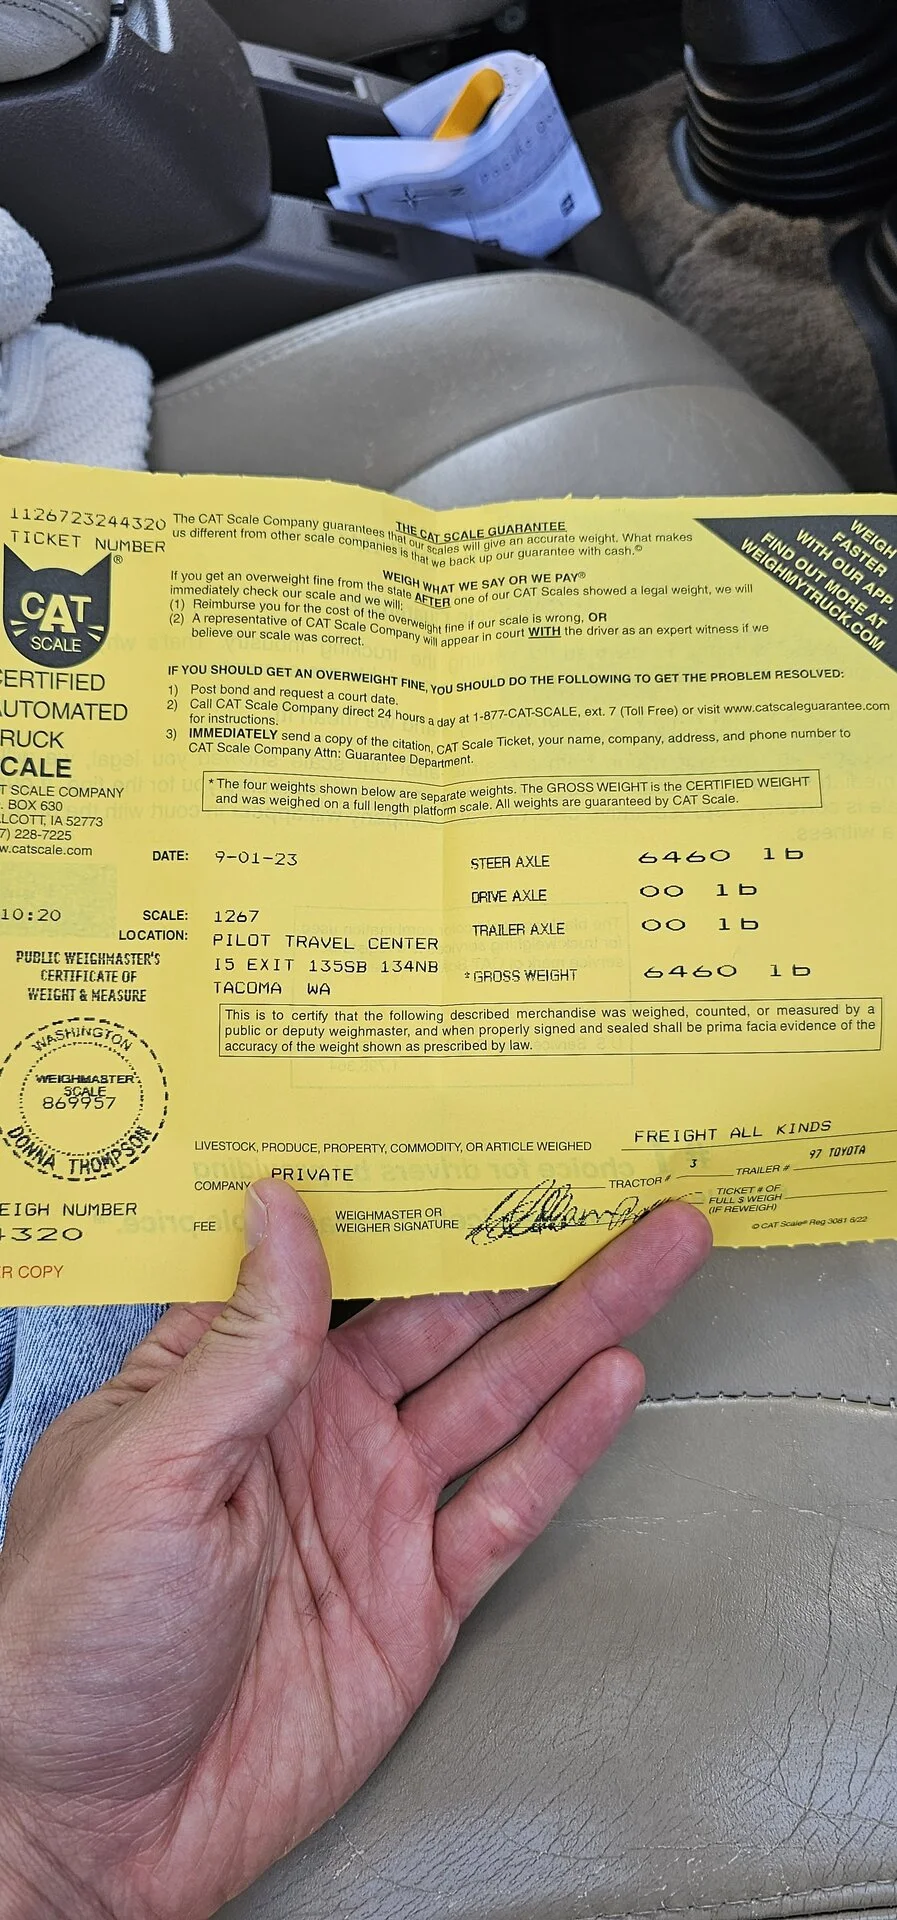 1126723244320
TICKET NUMBER
CAT
SCALE
®
CERTIFIED
AUTOMATED
RUCK
CALE
T SCALE COMPANY
. BOX 630
LCOTT, IA 52773
7) 228-7225
w.catscale.com
THE CAT SCALE GUARANTEE
The CAT Scale Company guarantees that our scales will give an accurate weight. What makes
us different from other scale companies is that we back up our guarantee with cash.©
WEIGH WHAT WE SAY OR WE PAY®
If you get an overweight fine from the state AFTER one of our CAT Scales showed a legal weight, we will
immediately check our scale and we will:
(1) Reimburse you for the cost of the overweight fine if our scale is wrong, OR
(2) A representative of CAT Scale Company will appear in court WITH the driver as an expert witness if we
believe our scale was correct.
IF YOU SHOULD GET AN OVERWEIGHT FINE, YOU SHOULD DO THE FOLLOWING TO GET THE PROBLEM RESOLVED:
1) Post bond and request a court date.
2) Call CAT Scale Company direct 24 hours a day at 1-877-CAT-SCALE, ext. 7 (Toll Free) or visit www.catscaleguarantee.com
for instructions.
3) IMMEDIATELY send a copy of the citation, CAT Scale Ticket, your name, company, address, and phone number to
CAT Scale Company Attn: Guarantee Department.
*The four weights shown below are separate weights. The GROSS WEIGHT is the CERTIFIED WEIGHT
and was weighed on a full length platform scale. All weights are guaranteed by CAT Scale.
WEIGH
FASTER
WITH OUR APP.
FIND OUT MORE AT
WEIGHMYTRUCK.COM
DATE: 9-01-23
10:20
SCALE: 1267
LOCATION: PILOT TRAVEL CENTER
I5 EXIT 135SB 134NB
TACOMA WA
STEER AXLE 6460 lb
DRIVE AXLE 00 lb
TRAILER AXLE 00 lb
*GROSS WEIGHT 6460 lb
PUBLIC WEIGHMASTER'S
CERTIFICATE OF
WEIGHT & MEASURE
WASHINGTON
WEIGHMASTER
SCALE
869957
DONNA THOMPSON
This is to certify that the following described merchandise was weighed, counted, or measured by a
public or deputy weighmaster, and when properly signed and sealed shall be prima facia evidence of the
accuracy of the weight shown as prescribed by law.
LIVESTOCK, PRODUCE, PROPERTY, COMMODITY, OR ARTICLE WEIGHED FREIGHT ALL KINDS
COMPANY PRIVATE TRACTOR # 3 TRAILER # 97 TOYOTA
EIGH NUMBER
4320
FEE
WEIGHMASTER OR
WEIGHER SIGNATURE
TICKET # OF
FULL $ WEIGH
(IF REWEIGH)
© CAT Scale® Reg 3081 6/22
R COPY